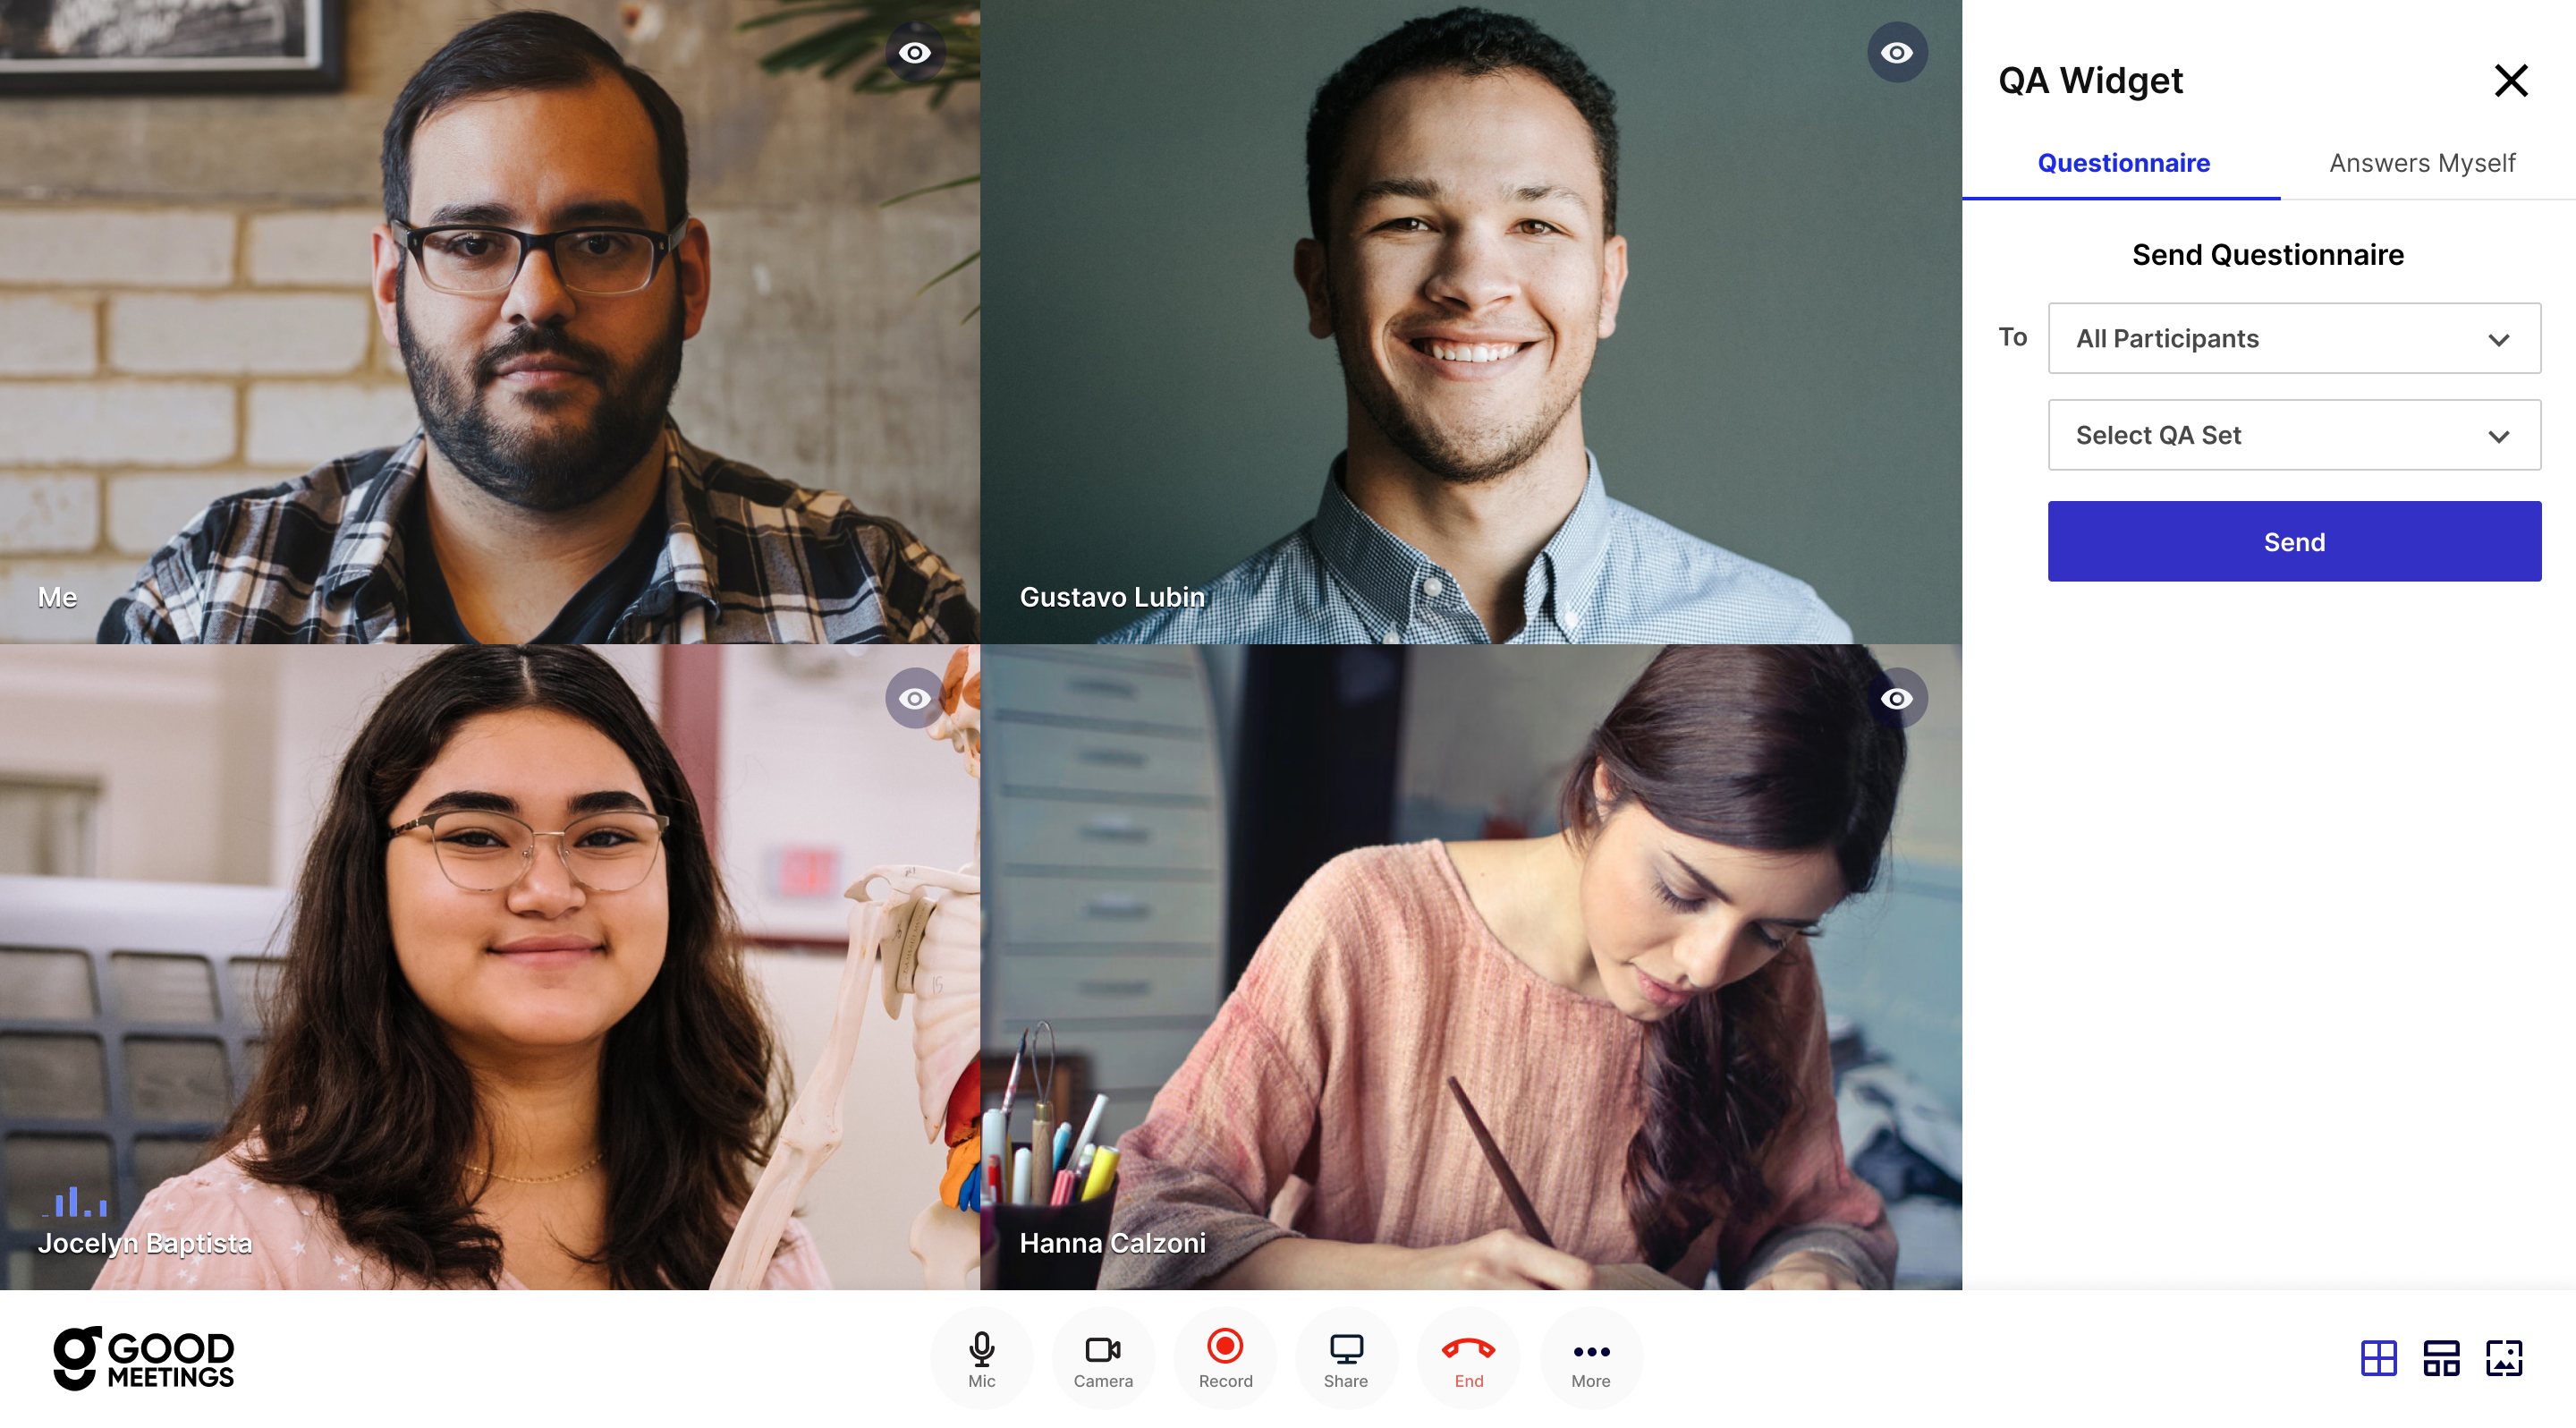 Me
Gustavo Lubin
Jocelyn Baptista
Hanna Calzoni
QA Widget
Questionnaire
Answers Myself
Send Questionnaire
To
All Participants
Select QA Set
Send
GOOD
MEETINGS
Mic
Camera
Record
Share
End
More